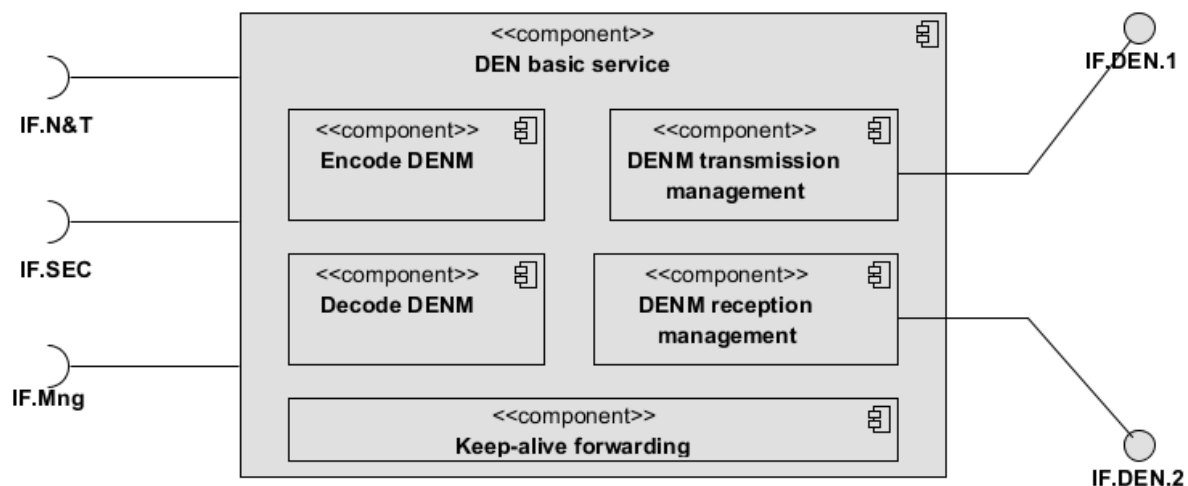 <<component>>
DEN basic service
IF.DEN.1
IF.N&T
<<component>>
Encode DENM
<<component>>
DENM transmission
management
IF.SEC
<<component>>
Decode DENM
<<component>>
DENM reception
management
IF.Mng
<<component>>
Keep-alive forwarding
IF.DEN.2